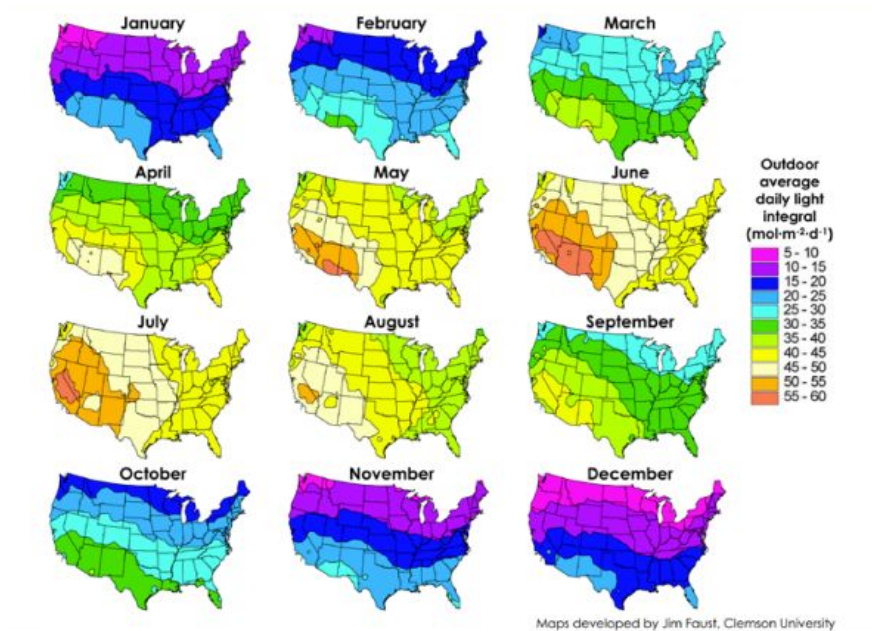 January
February
March
April
May
June
July
August
September
October
November
December
Outdoor
average
daily light
integral
(mol·m⁻²·d⁻¹)
5 - 10
10 - 15
15 - 20
20 - 25
25 - 30
30 - 35
35 - 40
40 - 45
45 - 50
50 - 55
55 - 60
Maps developed by Jim Faust, Clemson University